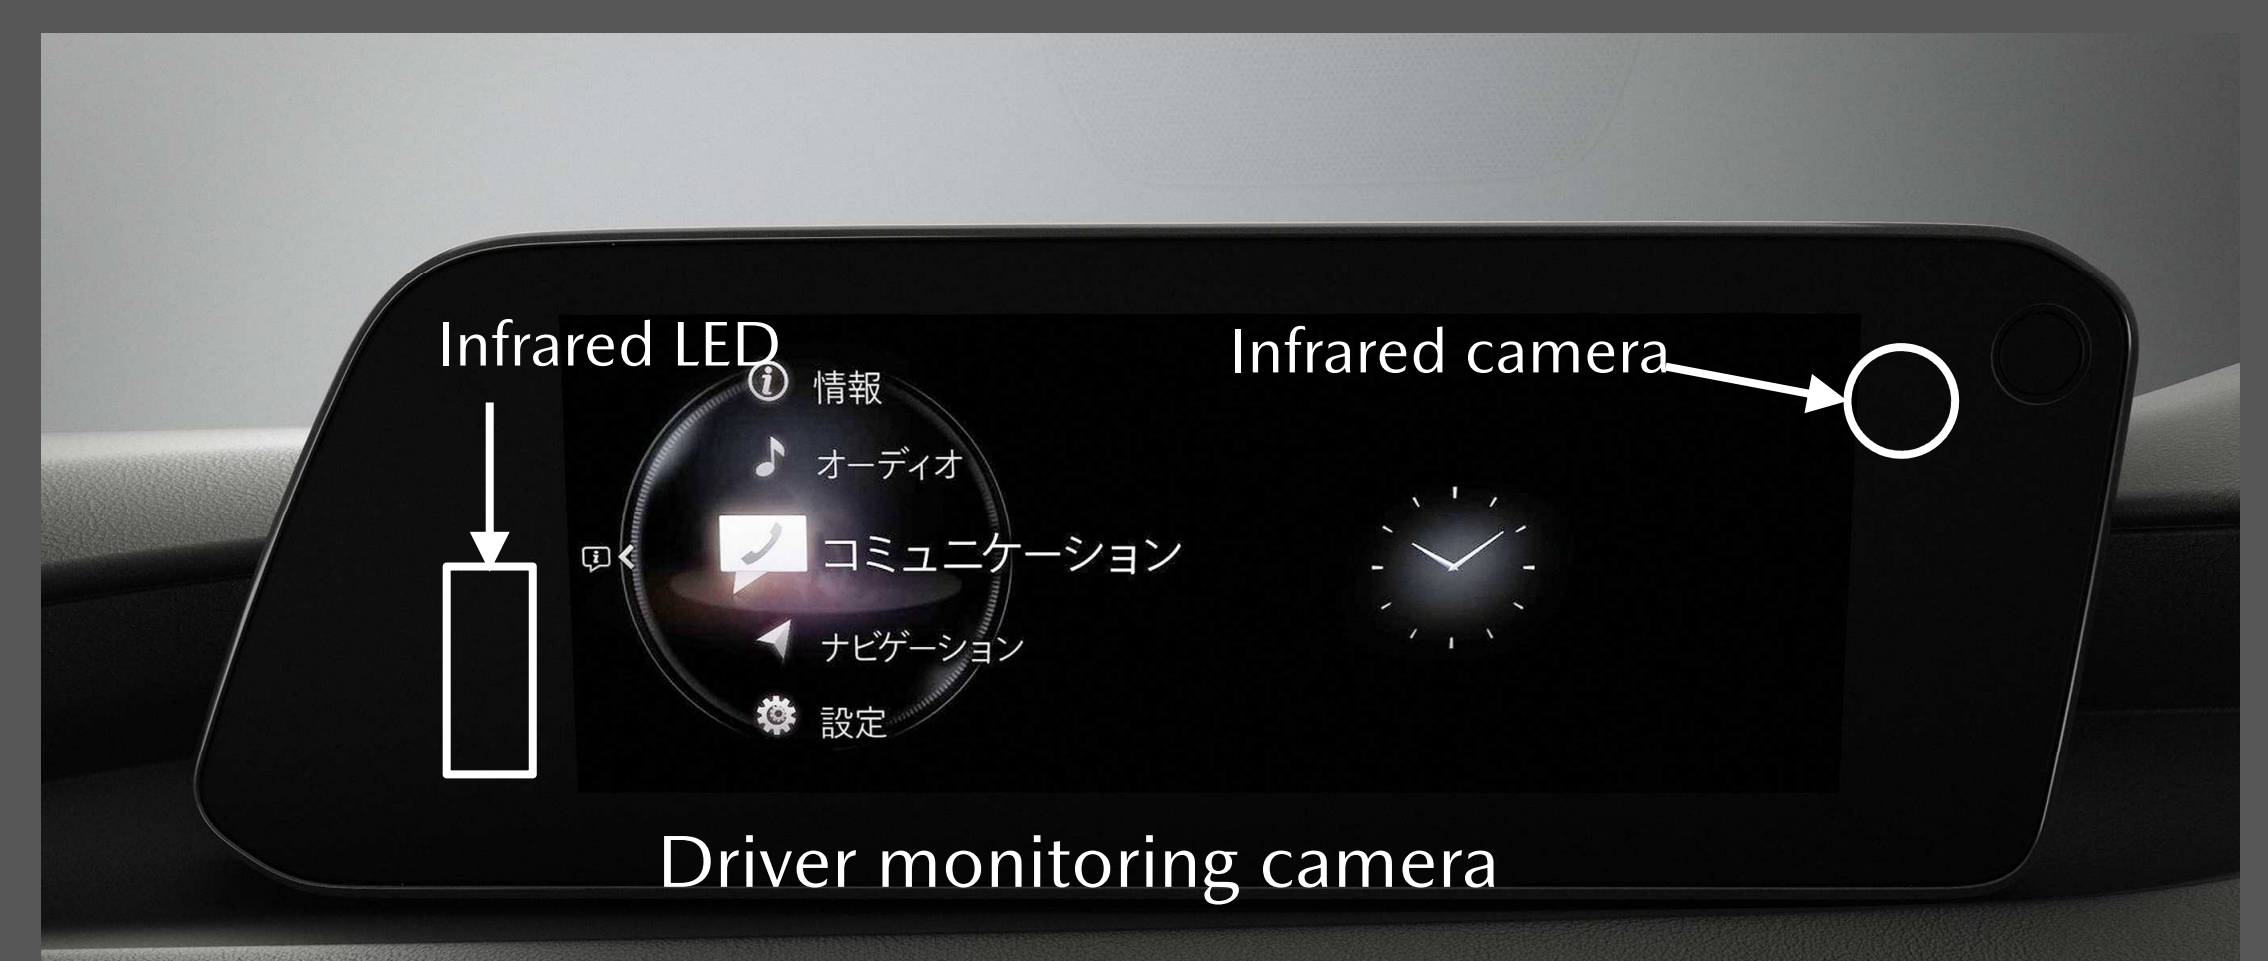 Infrared LED
Infrared camera
情報
オーディオ
コミュニケーション
ナビゲーション
設定
Driver monitoring camera